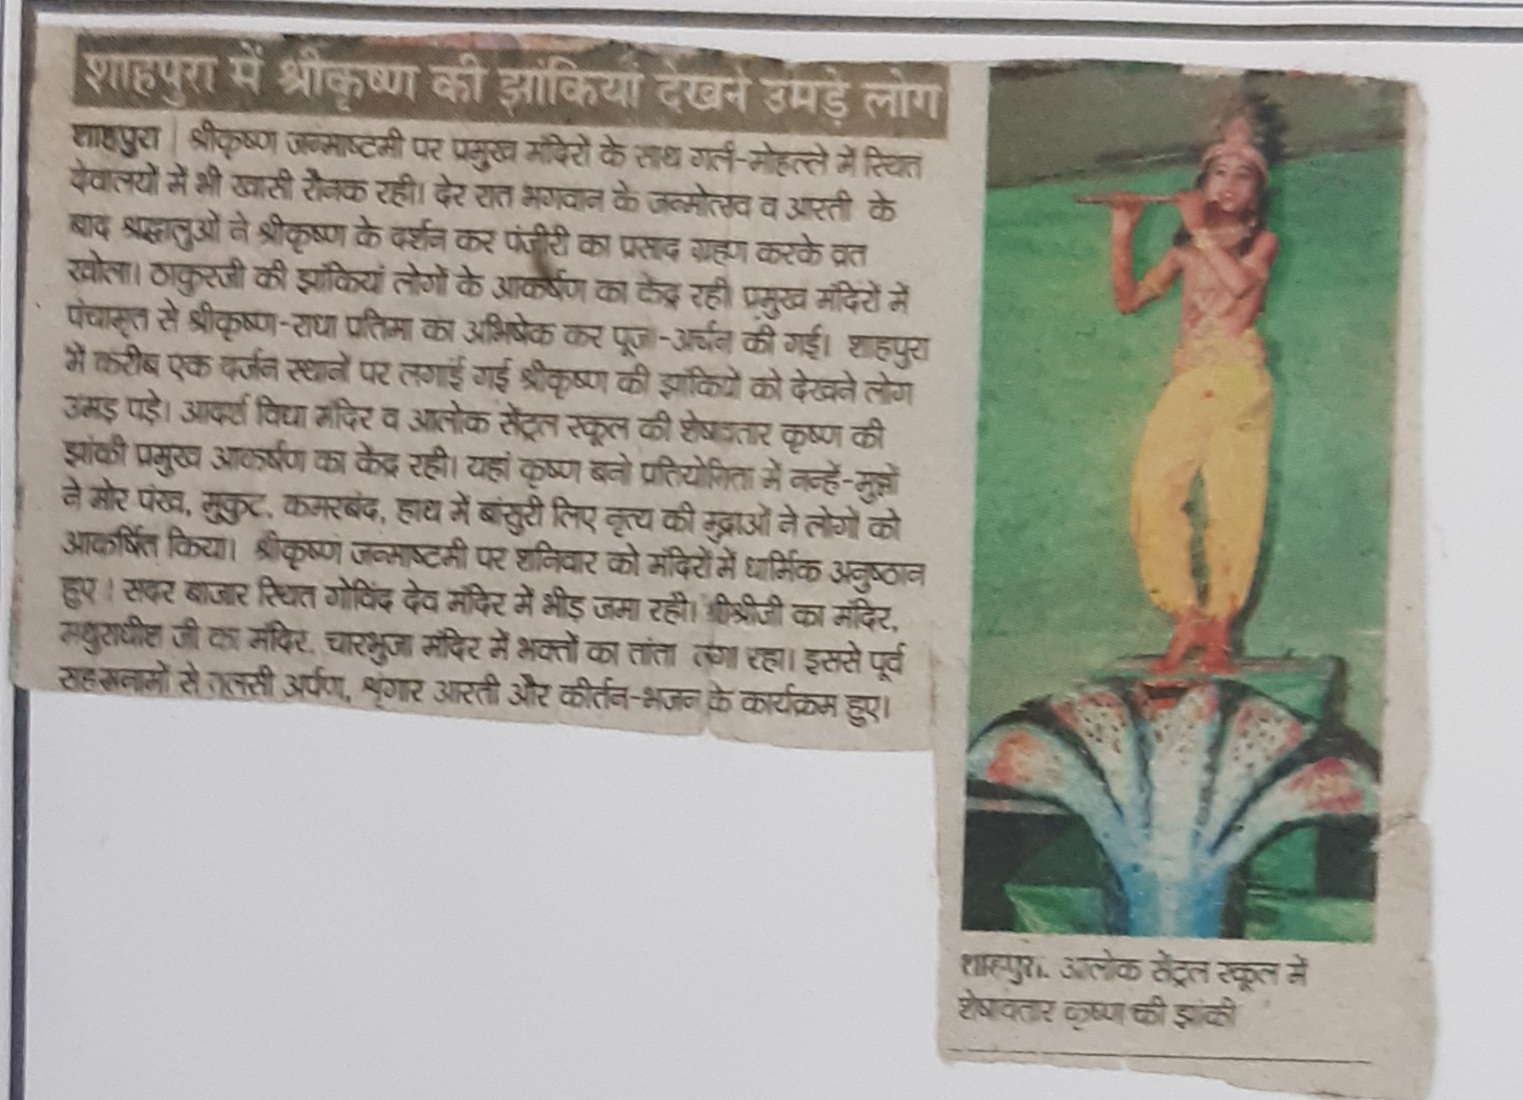 शाहपुरा में श्रीकृष्ण की झांकियां देखने उमड़े लोग
शाहपुरा | श्रीकृष्ण जन्माष्टमी पर प्रमुख मंदिरों के साथ गली-मोहल्ले में स्थित
देवालयों में भी खासी रौनक रही। देर रात भगवान के जन्मोत्सव व आरती के
बाद श्रद्धालुओं ने श्रीकृष्ण के दर्शन कर पंजीरी का प्रसाद ग्रहण करके व्रत
खोला। ठाकुरजी की झांकियां लोगों के आकर्षण का केंद्र रही। प्रमुख मंदिरों में
पंचामृत से श्रीकृष्ण-राधा प्रतिमा का अभिषेक कर पूजा-अर्चन की गई। शाहपुरा
में करीब एक दर्जन स्थानों पर लगाई गई श्रीकृष्ण की झांकियों को देखने लोग
उमड़ पड़े। आदर्श विद्या मंदिर व आलोक सेंट्रल स्कूल की शेषावतार कृष्ण की
झांकी प्रमुख आकर्षण का केंद्र रही। यहां कृष्ण बनो प्रतियोगिता में नन्हें-मुन्नों
ने मोर पंख, मुकुट, कमरबंद, हाथ में बांसुरी लिए नृत्य की मुद्राओं ने लोगों को
आकर्षित किया। श्रीकृष्ण जन्माष्टमी पर शनिवार को मंदिरों में धार्मिक अनुष्ठान
हुए। सदर बाजार स्थित गोविंद देव मंदिर में भीड़ जमा रही। श्रीश्रीजी का मंदिर,
मथुराधीश जी का मंदिर, चारभुजा मंदिर में भक्तों का तांता लगा रहा। इससे पूर्व
सहस्रनामों से तुलसी अर्पण, श्रृंगार आरती और कीर्तन-भजन के कार्यक्रम हुए।
शाहपुरा. आलोक सेंट्रल स्कूल में
शेषावतार कृष्ण की झांकी